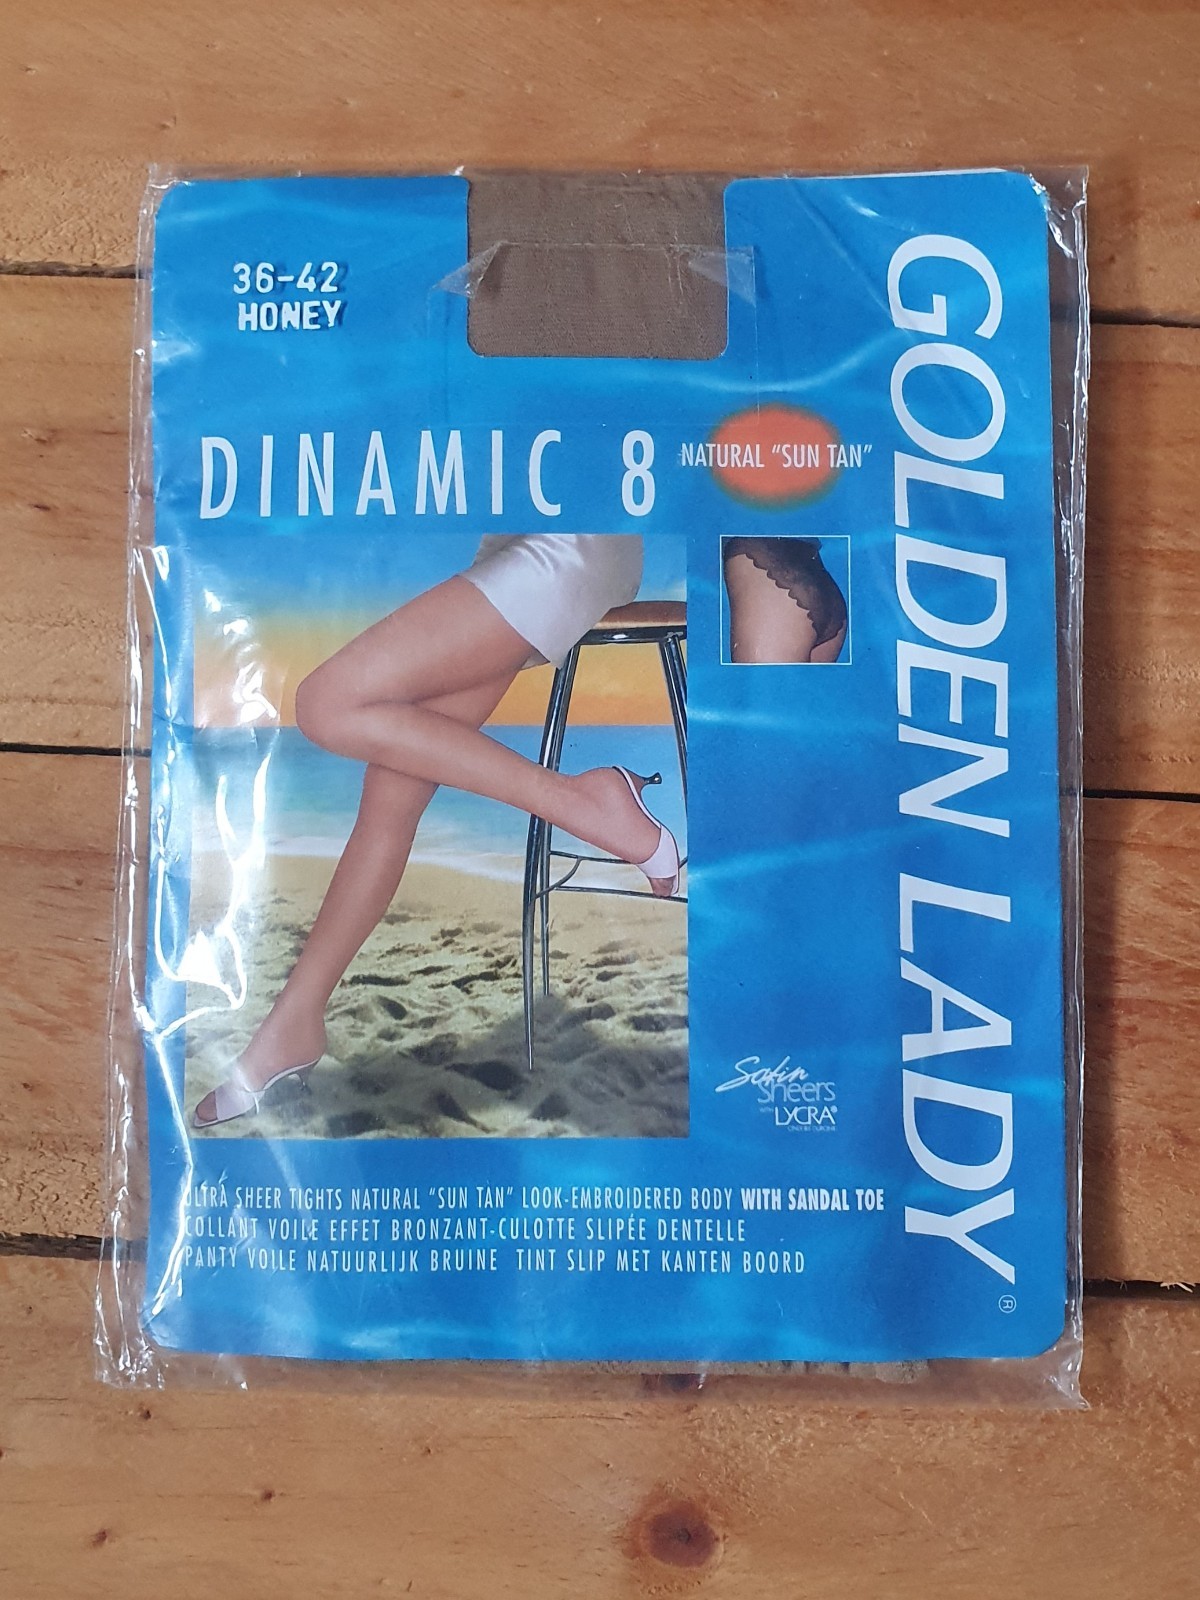 36-42
HONEY
DINAMIC 8
NATURAL "SUN TAN"
GOLDEN LADY®
Satin
Sheers
LYCRA®
ULTRA SHEER TIGHTS NATURAL "SUN TAN" LOOK-EMBROIDERED BODY WITH SANDAL TOE
COLLANT VOILE EFFET BRONZANT-CULOTTE SLIPÉE DENTELLE
PANTY VOILE NATUURLIJK BRUINE TINT SLIP MET KANTEN BOORD